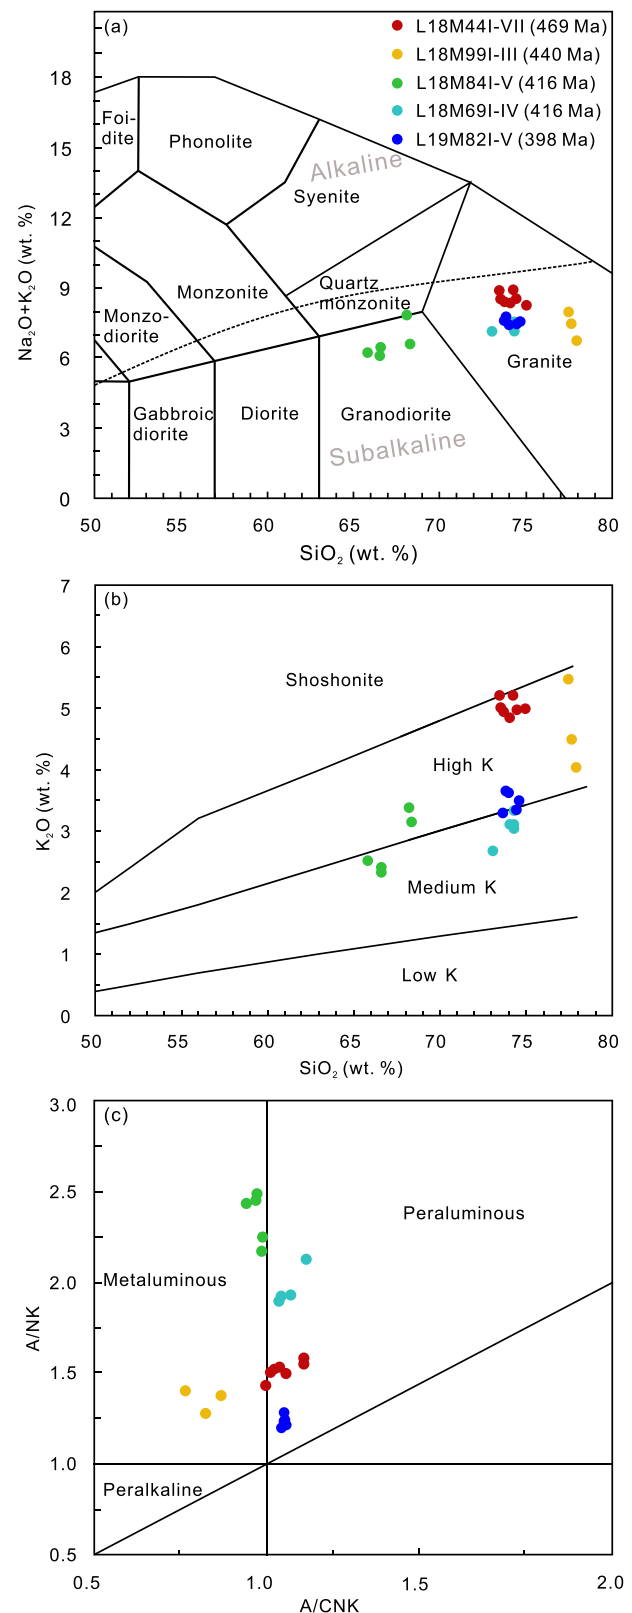 (a)
L18M44I-VII (469 Ma)
L18M99I-III (440 Ma)
L18M84I-V (416 Ma)
L18M69I-IV (416 Ma)
L19M82I-V (398 Ma)
18
15
12
9
6
3
0
Na₂O+K₂O (wt. %)
Foi-
dite
Phonolite
Alkaline
Syenite
Monzonite
Quartz
monzonite
Monzo-
diorite
Granite
Gabbroic
diorite
Diorite
Granodiorite
Subalkaline
50 55 60 65 70 75 80
SiO₂ (wt. %)
(b)
7
6
5
4
3
2
1
0
K₂O (wt. %)
Shoshonite
High K
Medium K
Low K
50 55 60 65 70 75 80
SiO₂ (wt. %)
(c)
3.0
2.5
2.0
1.5
1.0
0.5
A/NK
Peraluminous
Metaluminous
Peralkaline
0.5 1.0 1.5 2.0
A/CNK